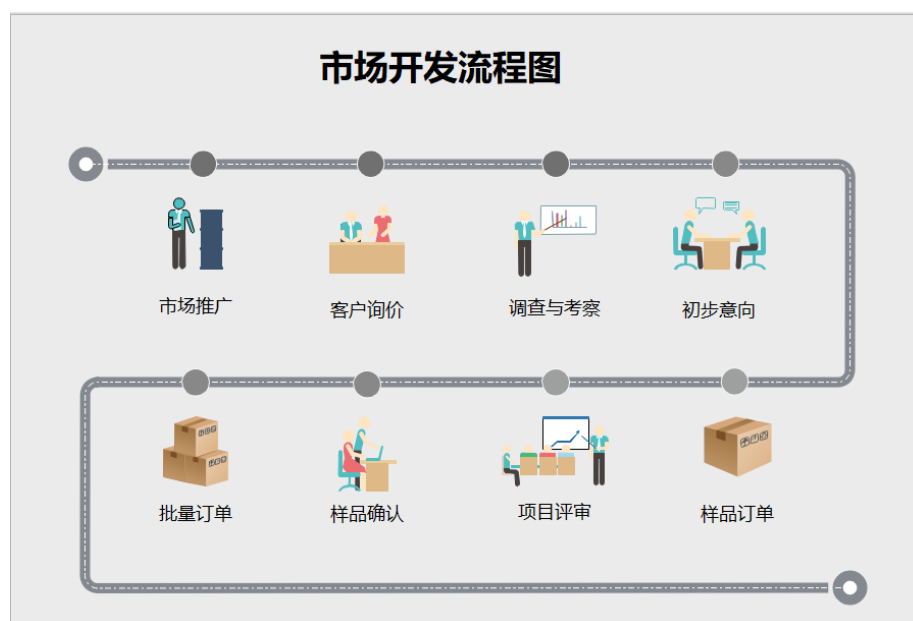 市场开发流程图
市场推广
客户询价
调查与考察
初步意向
批量订单
样品确认
项目评审
样品订单